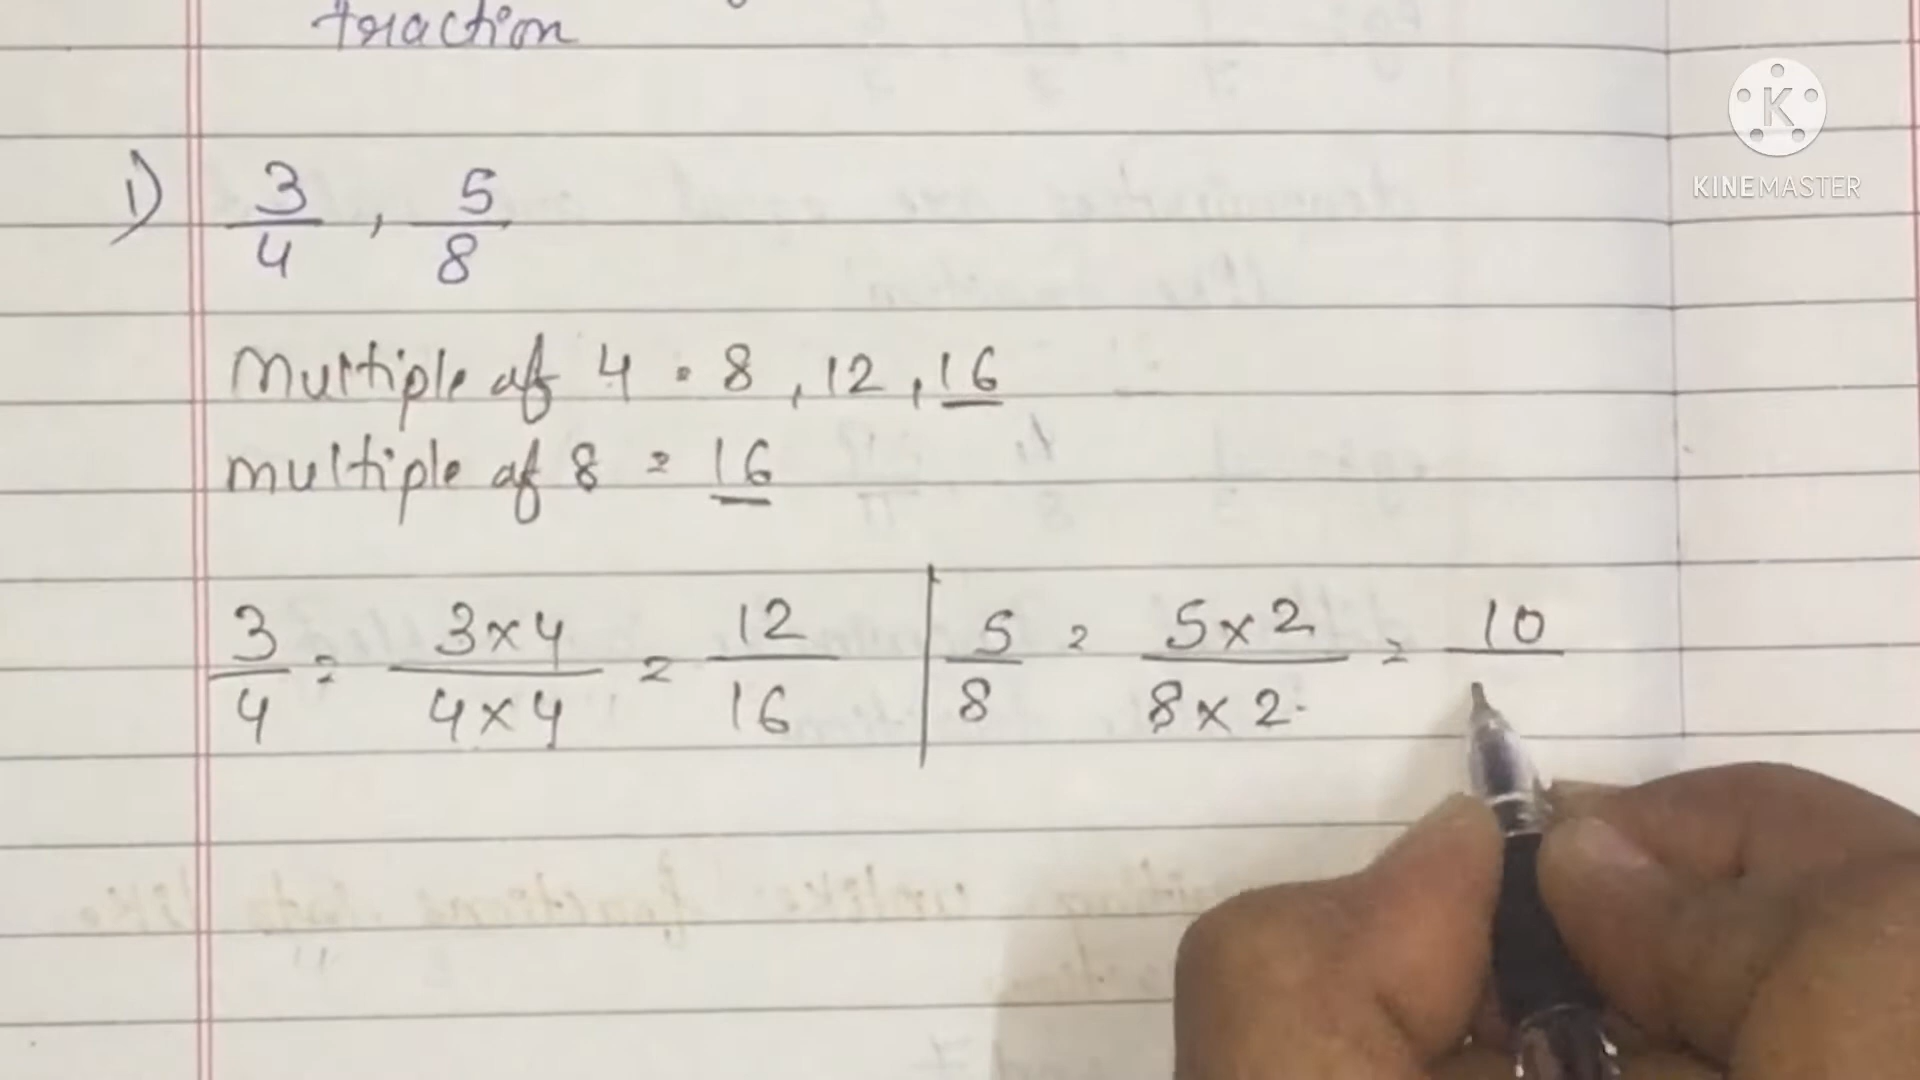 fraction
1) 3/4 , 5/8
Multiple of 4 = 8, 12, 16
multiple of 8 = 16
3/4 = 3×4/4×4 = 12/16 | 5/8 = 5×2/8×2 = 10/
KINEMASTER